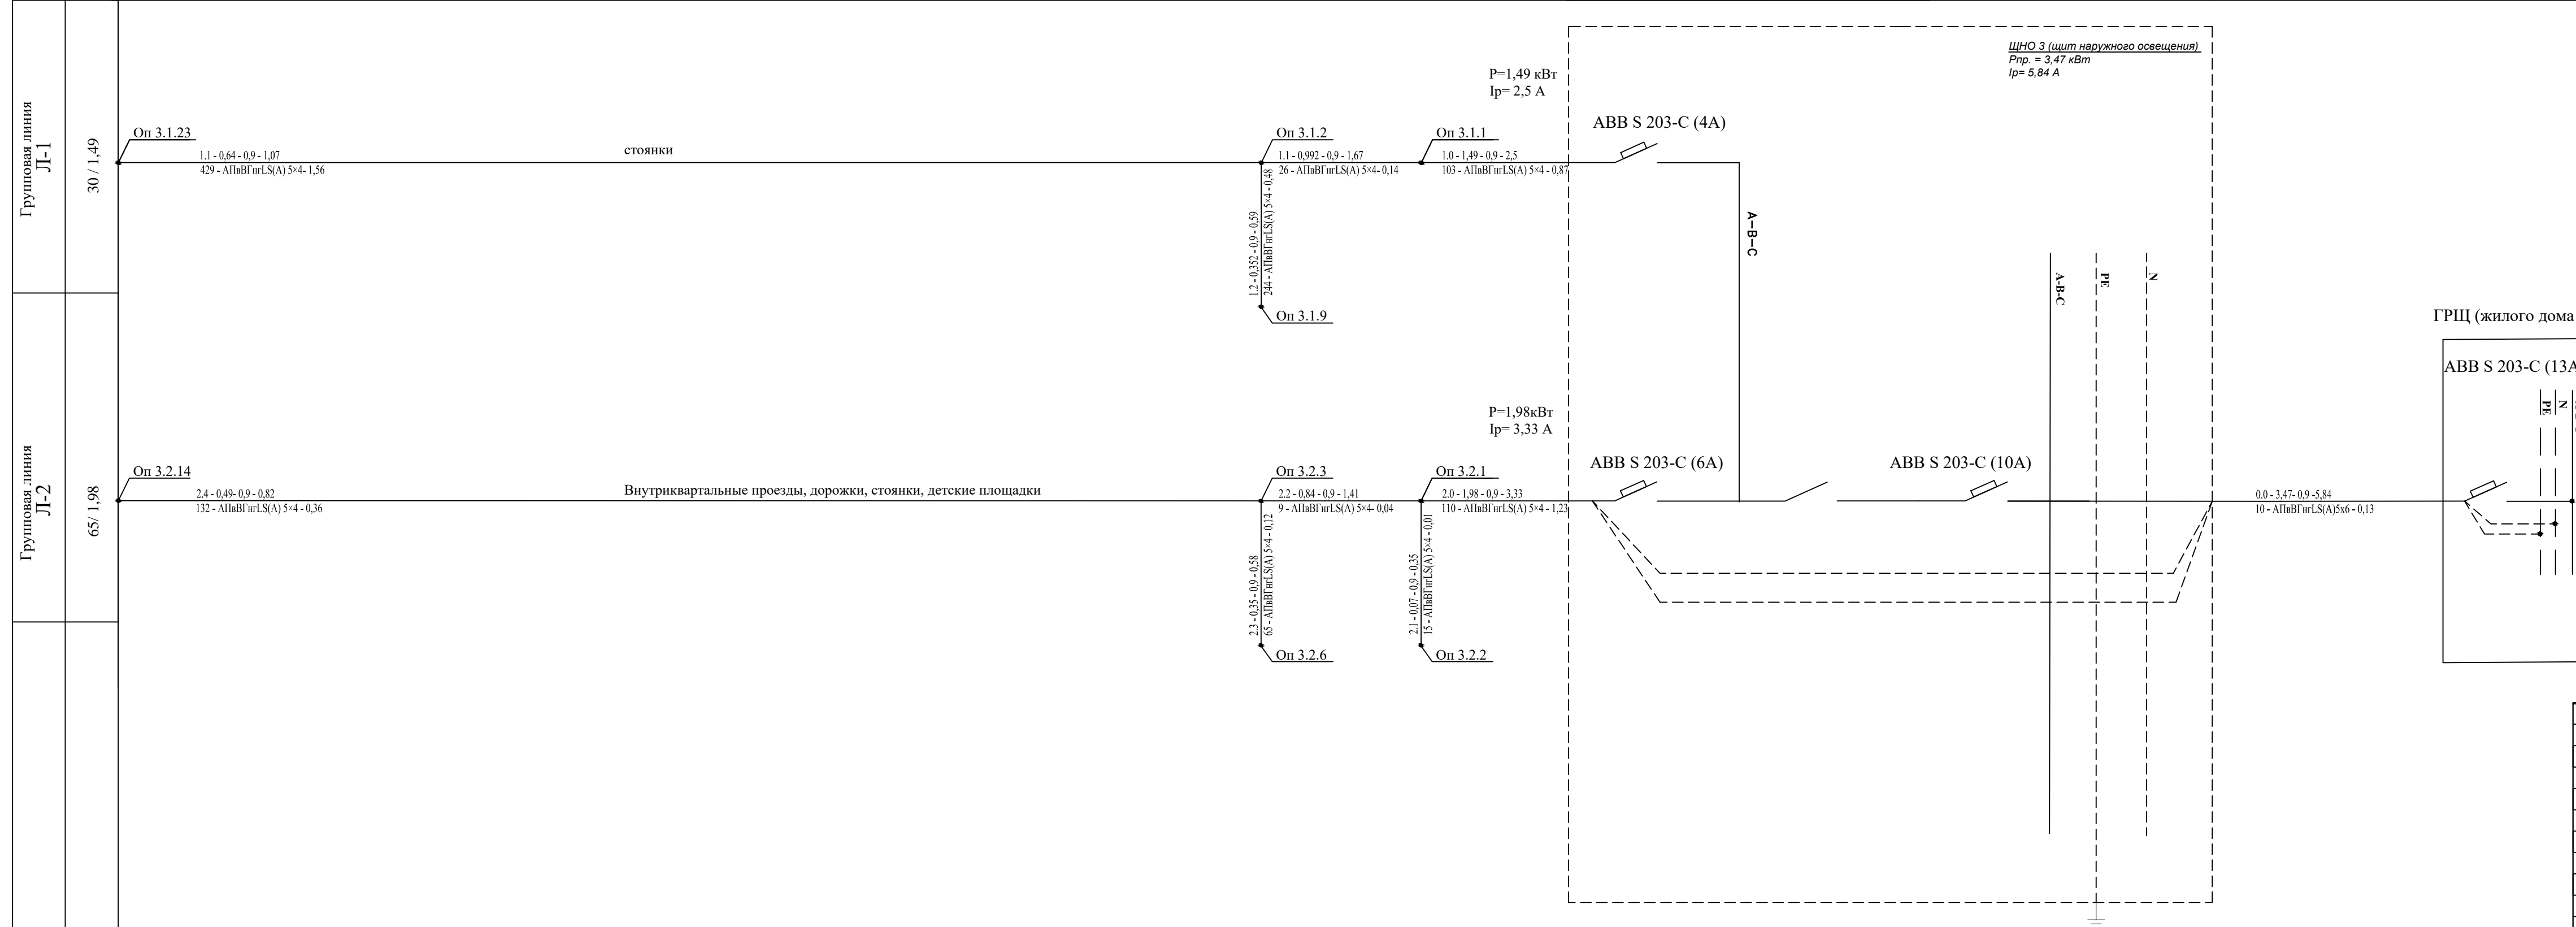 Групповая линия
Л-1
30 / 1,49
Оп 3.1.23
1.1 - 0,64 - 0,9 - 1,07
429 - АПвВГнгLS(A) 5×4- 1,56
стоянки
Оп 3.1.2
1.1 - 0,992 - 0,9 - 1,67
26 - АПвВГнгLS(A) 5×4- 0,14
Оп 3.1.1
1.0 - 1,49 - 0,9 - 2,5
103 - АПвВГнгLS(A) 5×4 - 0,87
P=1,49 кВт
Ip= 2,5 А
1.2 - 0,352 - 0,9 - 0,59
244 - АПвВГнгLS(A) 5×4 - 0,48
Оп 3.1.9
ABB S 203-C (4A)
A-B-C
ЩНО 3 (щит наружного освещения)
Рпр. = 3,47 кВт
Ip= 5,84 А
A-B-C
PE
N
Групповая линия
Л-2
65/ 1,98
Оп 3.2.14
2.4 - 0,49- 0,9 - 0,82
132 - АПвВГнгLS(A) 5×4 - 0,36
Внутриквартальные проезды, дорожки, стоянки, детские площадки
Оп 3.2.3
2.2 - 0,84 - 0,9 - 1,41
9 - АПвВГнгLS(A) 5×4 - 0,04
Оп 3.2.1
2.0 - 1,98 - 0,9 - 3,33
110 - АПвВГнгLS(A) 5×4 - 1,23
P=1,98кВт
Ip= 3,33 А
2.3 - 0,35 - 0,9 - 0,58
65 - АПвВГнгLS(A) 5×4 - 0,12
Оп 3.2.6
2.1 - 0,07 - 0,9 - 0,35
15 - АПвВГнгLS(A) 5×4 - 0,01
Оп 3.2.2
ABB S 203-C (6A)
ABB S 203-C (10A)
0.0 - 3,47- 0,9 -5,84
10 - АПвВГнгLS(A)5х6 - 0,13
ГРЩ (жилого дома
ABB S 203-C (13A
PE
N